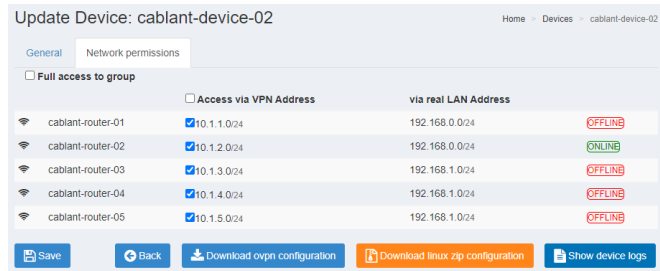 Update Device: cablant-device-02
Home > Devices > cablant-device-02
General Network permissions
Full access to group
Access via VPN Address via real LAN Address
cablant-router-01 10.1.1.0/24 192.168.0.0/24 OFFLINE
cablant-router-02 10.1.2.0/24 192.168.0.0/24 ONLINE
cablant-router-03 10.1.3.0/24 192.168.1.0/24 OFFLINE
cablant-router-04 10.1.4.0/24 192.168.1.0/24 OFFLINE
cablant-router-05 10.1.5.0/24 192.168.1.0/24 OFFLINE
Save Back Download ovpn configuration Download linux zip configuration Show device logs